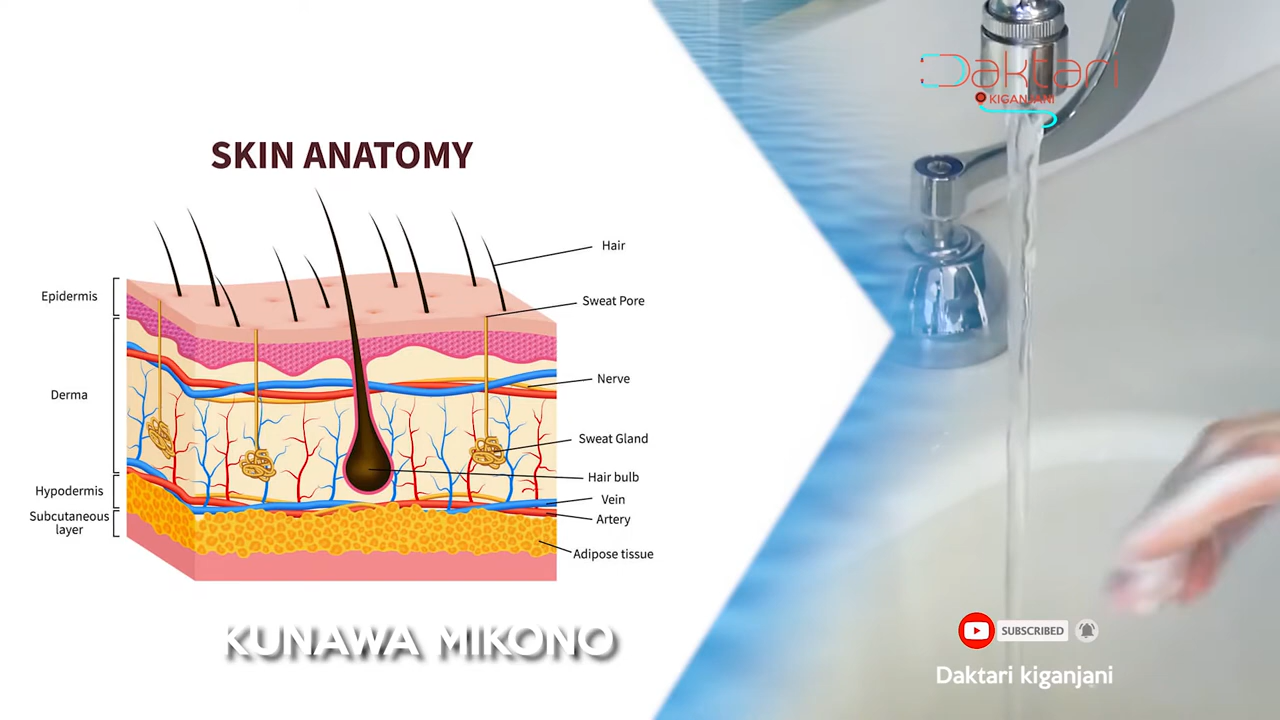 SKIN ANATOMY
Hair
Epidermis
Sweat Pore
Derma
Nerve
Sweat Gland
Hair bulb
Hypodermis
Vein
Subcutaneous
layer
Artery
Adipose tissue
KUNAWA MIKONO
Daktari
KIGANJANI
SUBSCRIBED
Daktari kiganjani